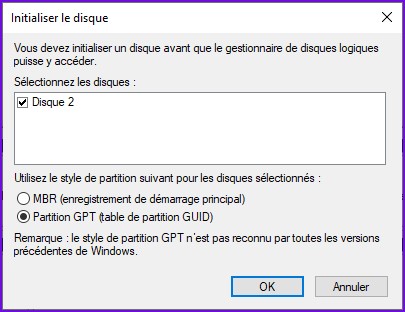 Initialiser le disque
Vous devez initialiser un disque avant que le gestionnaire de disques logiques
puisse y accéder.
Sélectionnez les disques :
Disque 2
Utilisez le style de partition suivant pour les disques sélectionnés :
MBR (enregistrement de démarrage principal)
Partition GPT (table de partition GUID)
Remarque : le style de partition GPT n'est pas reconnu par toutes les versions
précédentes de Windows.
OK
Annuler